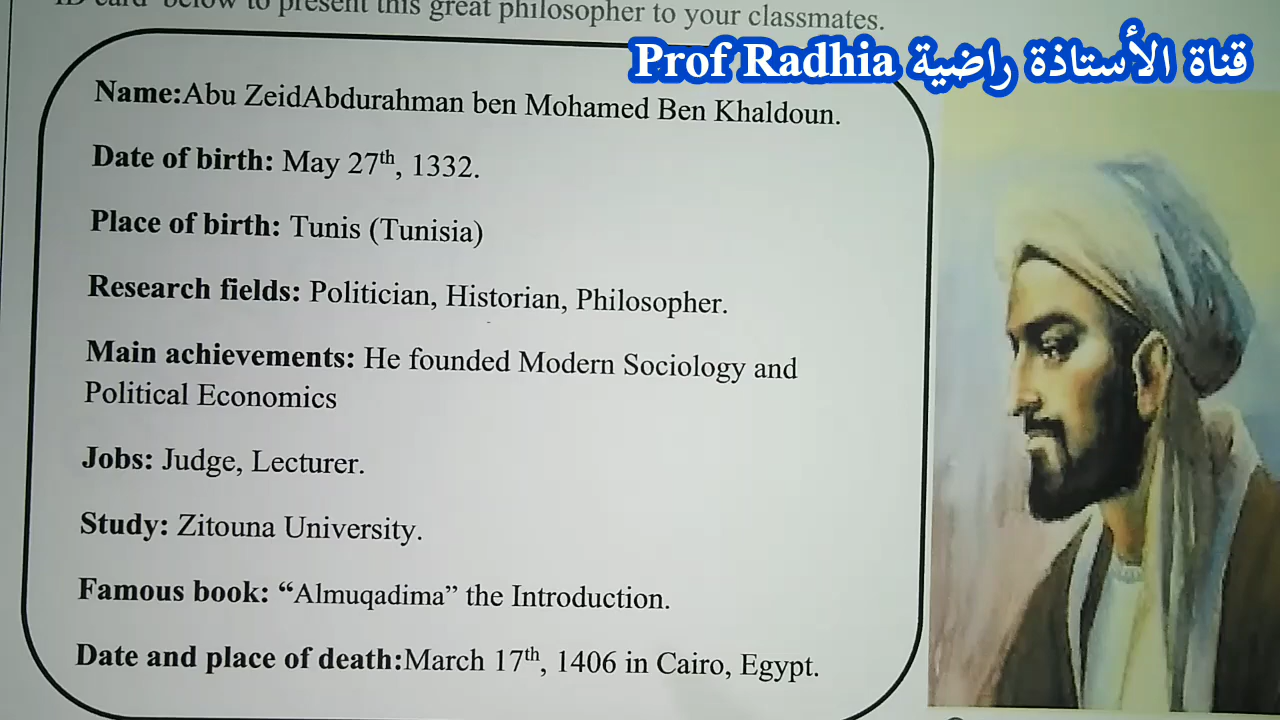 ID card below to present this great philosopher to your classmates.
Prof Radhia قناة الأستاذة راضية
Name:Abu ZeidAbdurahman ben Mohamed Ben Khaldoun.
Date of birth: May 27th, 1332.
Place of birth: Tunis (Tunisia)
Research fields: Politician, Historian, Philosopher.
Main achievements: He founded Modern Sociology and
Political Economics
Jobs: Judge, Lecturer.
Study: Zitouna University.
Famous book: “Almuqadima” the Introduction.
Date and place of death:March 17th, 1406 in Cairo, Egypt.